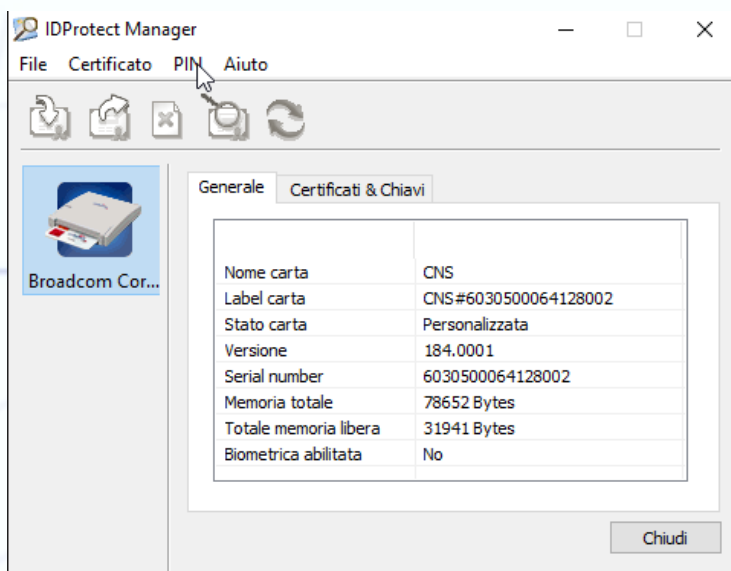 IDProtect Manager
File Certificato PIN Aiuto
Broadcom Cor...
Generale Certificati & Chiavi
Nome carta CNS
Label carta CNS#6030500064128002
Stato carta Personalizzata
Versione 184.0001
Serial number 6030500064128002
Memoria totale 78652 Bytes
Totale memoria libera 31941 Bytes
Biometrica abilitata No
Chiudi